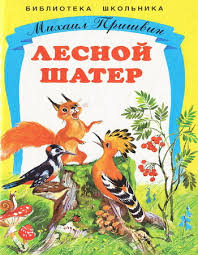 БИБЛИОТЕКА ШКОЛЬНИКА
Михаил Пришвин
ЛЕСНОЙ
ШАТЕР